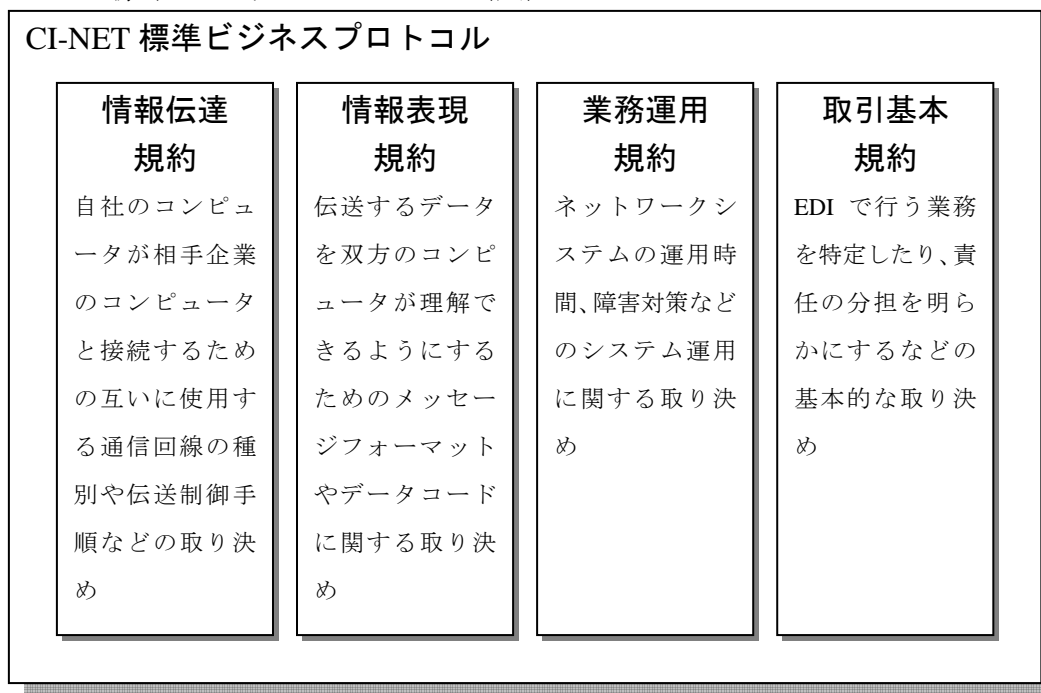 CI-NET 標準ビジネスプロトコル
情報伝達
規約
自社のコンピュ
ータが相手企業
のコンピュータ
と接続するため
の互いに使用す
る通信回線の種
別や伝送制御手
順などの取り決
め
情報表現
規約
伝送するデータ
を双方のコンピ
ュータが理解で
きるようにする
ためのメッセー
ジフォーマット
やデータコード
に関する取り決
め
業務運用
規約
ネットワークシ
ステムの運用時
間、障害対策など
のシステム運用
に関する取り決
め
取引基本
規約
EDI で行う業務
を特定したり、責
任の分担を明ら
かにするなどの
基本的な取り決
め